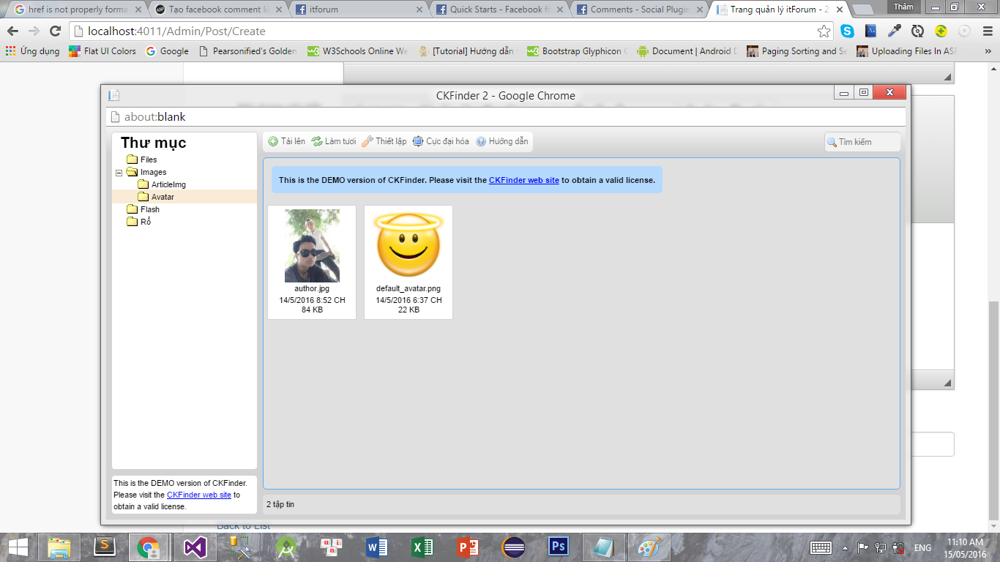 href is not properly forma
Tạo facebook comment li
itforum
Quick Starts - Facebook fo
Comments - Social Plugin
Trang quản lý itForum - 2
Thâm
localhost:4011/Admin/Post/Create
Ứng dụng
Flat UI Colors
Google
Pearsonified's Golden
W3Schools Online We
[Tutorial] Hướng dẫn
Bootstrap Glyphicon C
Document | Android D
Paging Sorting and Se
Uploading Files In ASP
»
CKFinder 2 - Google Chrome
about:blank
Thư mục
Files
Images
ArticleImg
Avatar
Flash
Rổ
Tải lên
Làm tươi
Thiết lập
Cực đại hóa
Hướng dẫn
Tìm kiếm
This is the DEMO version of CKFinder. Please visit the CKFinder web site to obtain a valid license.
author.jpg
14/5/2016 8:52 CH
84 KB
default_avatar.png
14/5/2016 6:37 CH
22 KB
This is the DEMO version of CKFinder.
Please visit the CKFinder web site to
obtain a valid license.
2 tập tin
Back to List
ENG
11:10 AM
15/05/2016